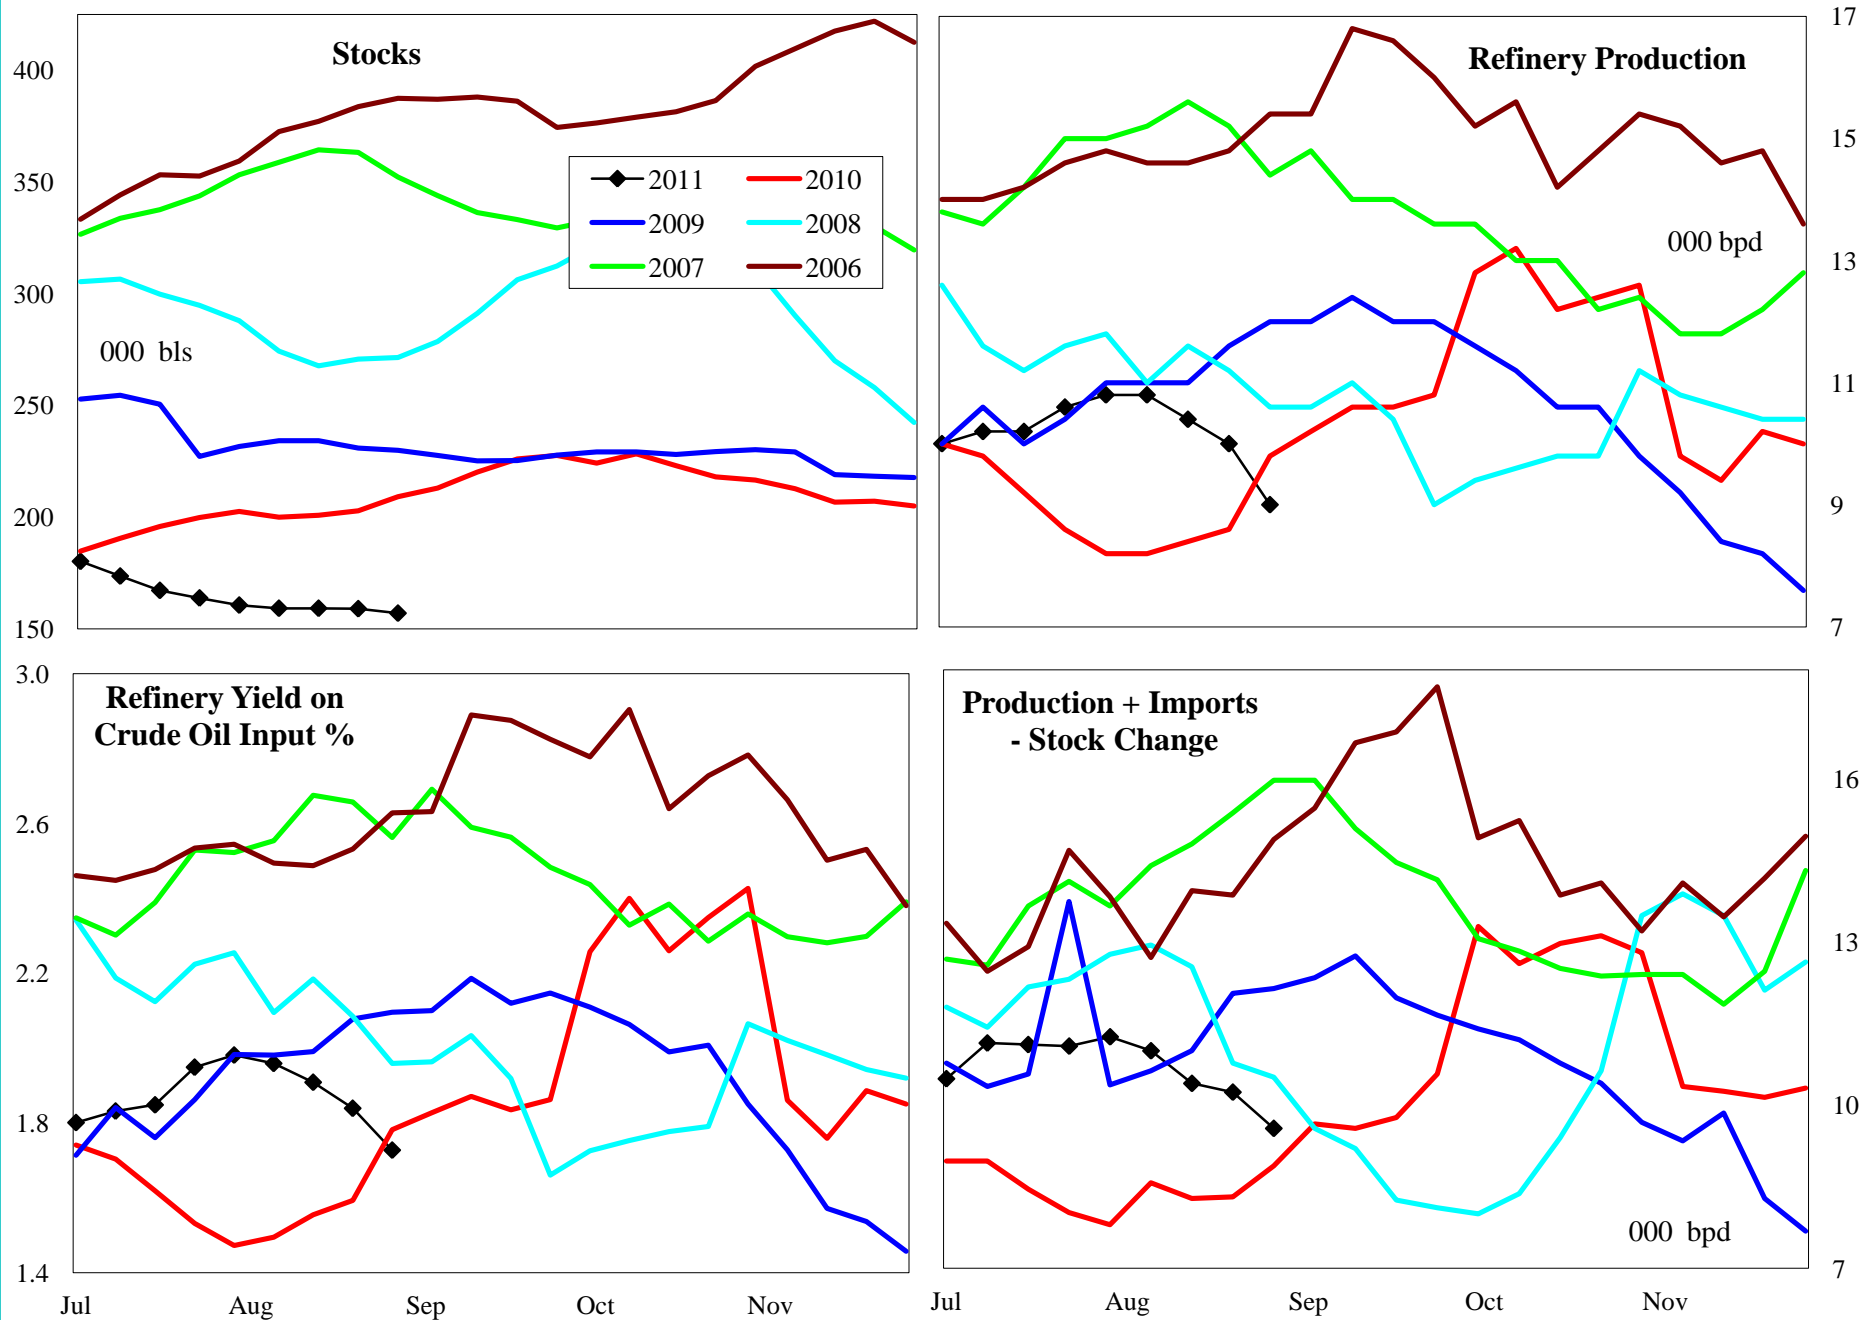 Stocks
400
350
300
250
200
150
000 bls
2011
2010
2009
2008
2007
2006
Refinery Production
000 bpd
17
15
13
11
9
7
Refinery Yield on
Crude Oil Input %
3.0
2.6
2.2
1.8
1.4
Jul Aug Sep Oct Nov
Production + Imports
- Stock Change
16
13
10
7
000 bpd
Jul Aug Sep Oct Nov